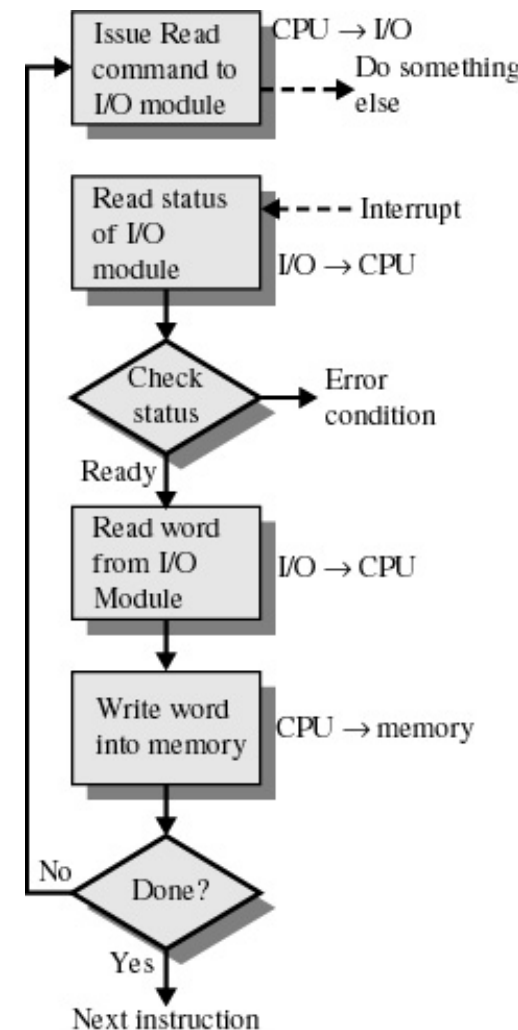 Issue Read
command to
I/O module
CPU → I/O
Do something
else
Read status
of I/O
module
Interrupt
I/O → CPU
Check
status
Error
condition
Ready
Read word
from I/O
Module
I/O → CPU
Write word
into memory
CPU → memory
No
Done?
Yes
Next instruction